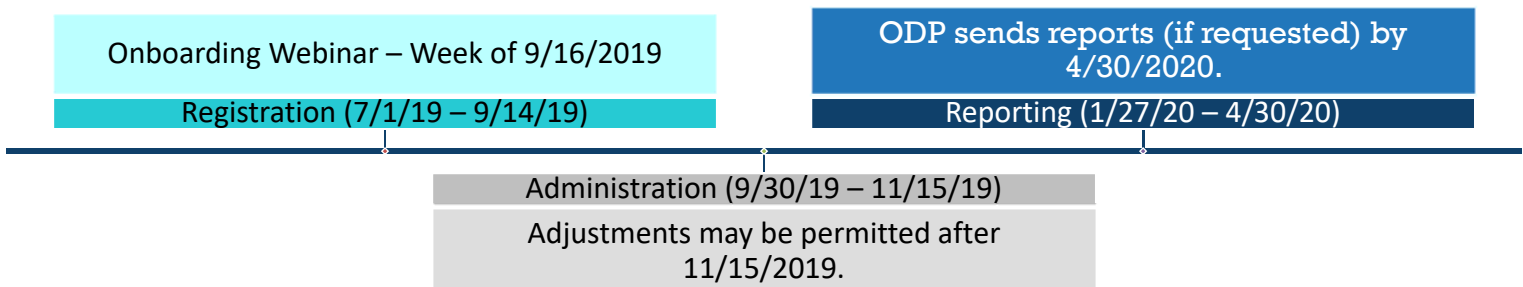 Onboarding Webinar – Week of 9/16/2019
Registration (7/1/19 – 9/14/19)
Administration (9/30/19 – 11/15/19)
Adjustments may be permitted after
11/15/2019.
ODP sends reports (if requested) by
4/30/2020.
Reporting (1/27/20 – 4/30/20)